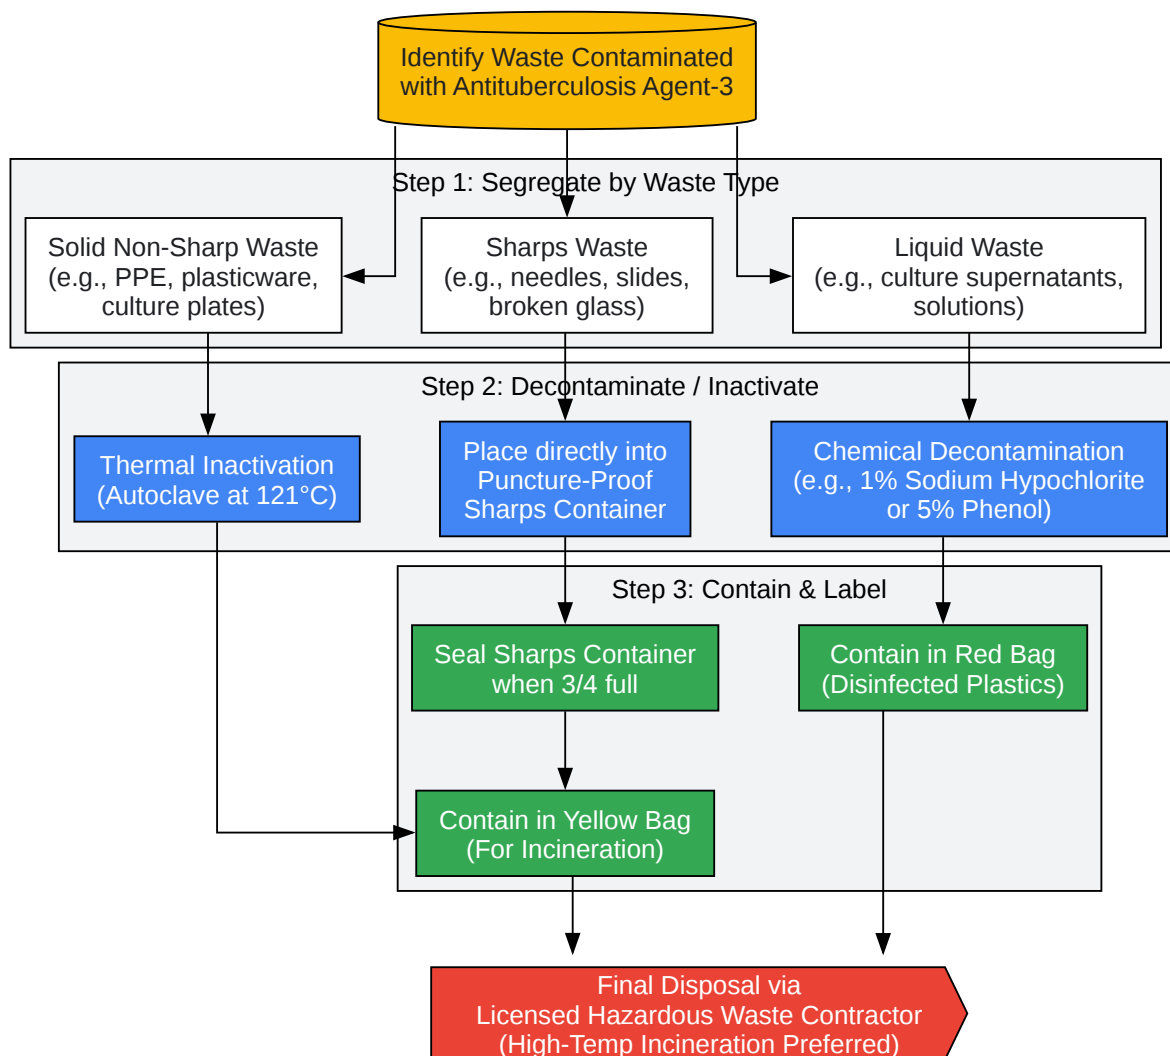 Identify Waste Contaminated
with Antituberculosis Agent-3
Step 1: Segregate by Waste Type
Solid Non-Sharp Waste
(e.g., PPE, plasticware,
culture plates)
Sharps Waste
(e.g., needles, slides,
broken glass)
Liquid Waste
(e.g., culture supernatants,
solutions)
Step 2: Decontaminate / Inactivate
Thermal Inactivation
(Autoclave at 121°C)
Place directly into
Puncture-Proof
Sharps Container
Chemical Decontamination
(e.g., 1% Sodium Hypochlorite
or 5% Phenol)
Step 3: Contain & Label
Seal Sharps Container
when 3/4 full
Contain in Red Bag
(Disinfected Plastics)
Contain in Yellow Bag
(For Incineration)
Final Disposal via
Licensed Hazardous Waste Contractor
(High-Temp Incineration Preferred)